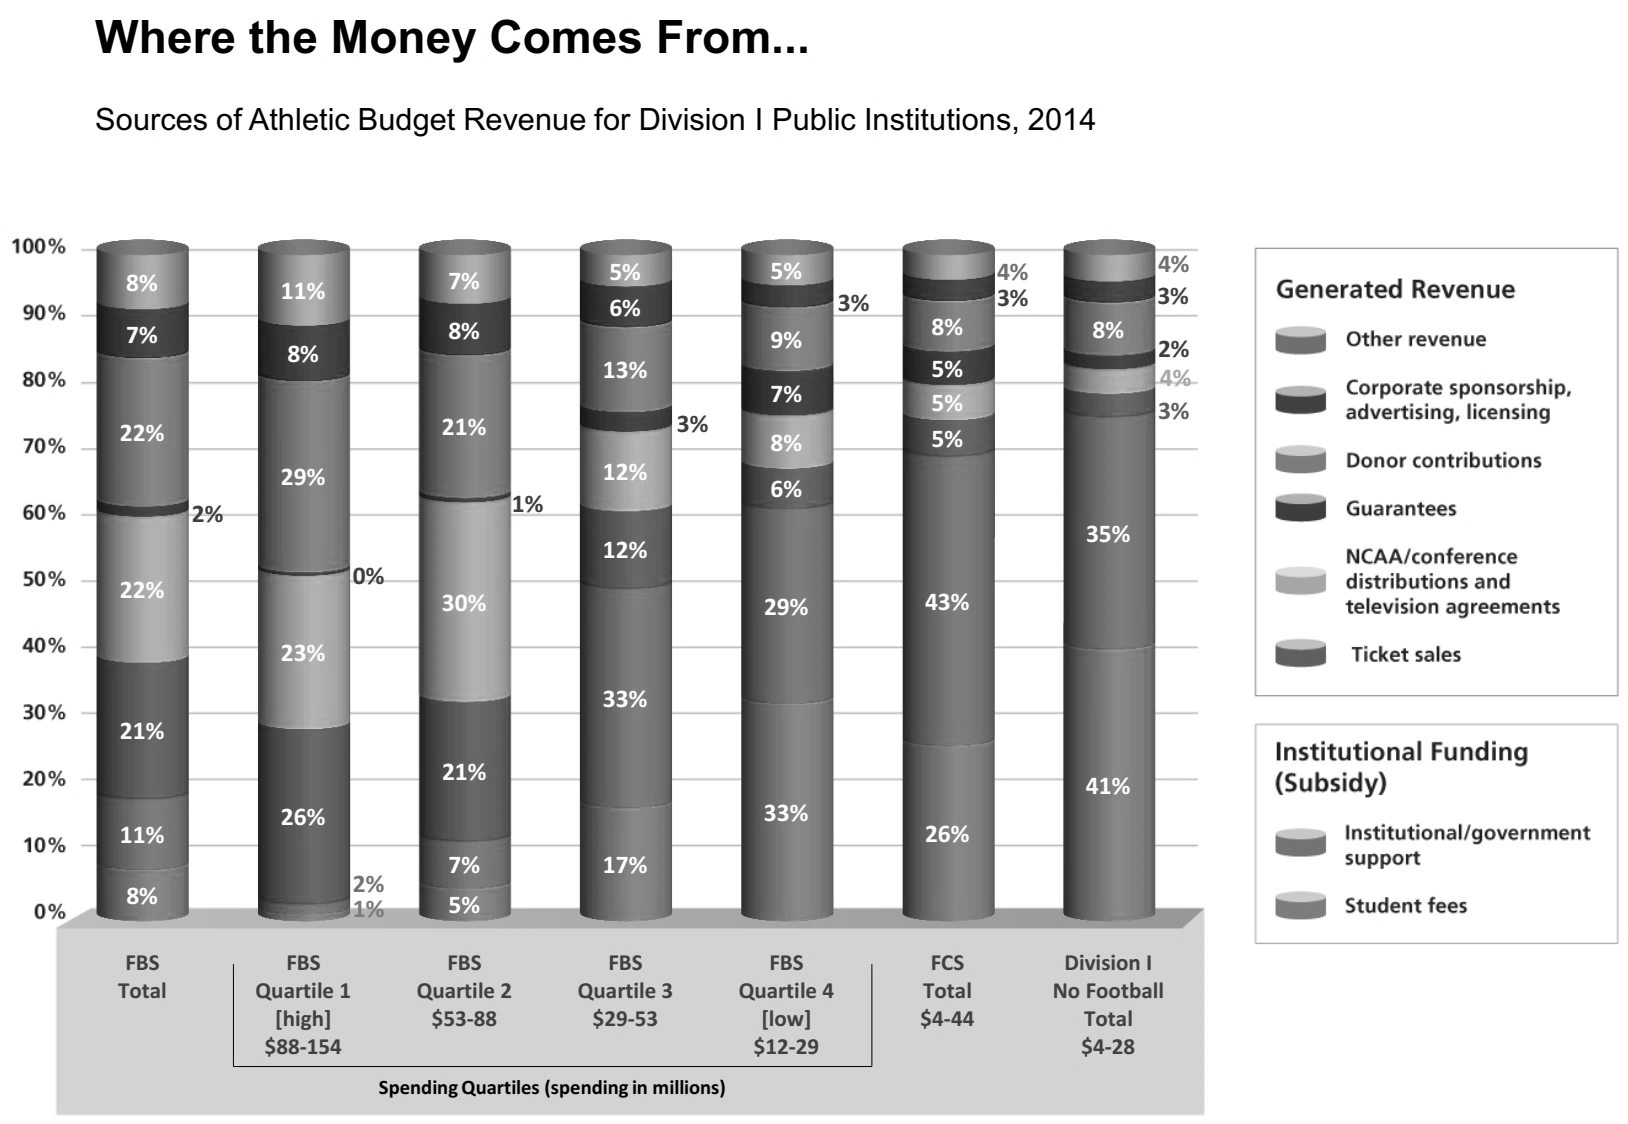 Where the Money Comes From...
Sources of Athletic Budget Revenue for Division I Public Institutions, 2014
100%
90%
80%
70%
60%
50%
40%
30%
20%
10%
0%
8%
7%
22%
2%
22%
21%
11%
8%
11%
8%
29%
0%
23%
26%
2%
1%
7%
8%
21%
1%
30%
21%
7%
5%
5%
6%
13%
3%
12%
12%
33%
17%
5%
3%
9%
7%
8%
6%
29%
33%
4%
3%
8%
5%
5%
5%
43%
26%
4%
3%
8%
2%
4%
3%
35%
41%
FBS
Total
FBS
Quartile 1
[high]
$88-154
FBS
Quartile 2
$53-88
FBS
Quartile 3
$29-53
FBS
Quartile 4
[low]
$12-29
FCS
Total
$4-44
Division I
No Football
Total
$4-28
Spending Quartiles (spending in millions)
Generated Revenue
Other revenue
Corporate sponsorship,
advertising, licensing
Donor contributions
Guarantees
NCAA/conference
distributions and
television agreements
Ticket sales
Institutional Funding
(Subsidy)
Institutional/government
support
Student fees